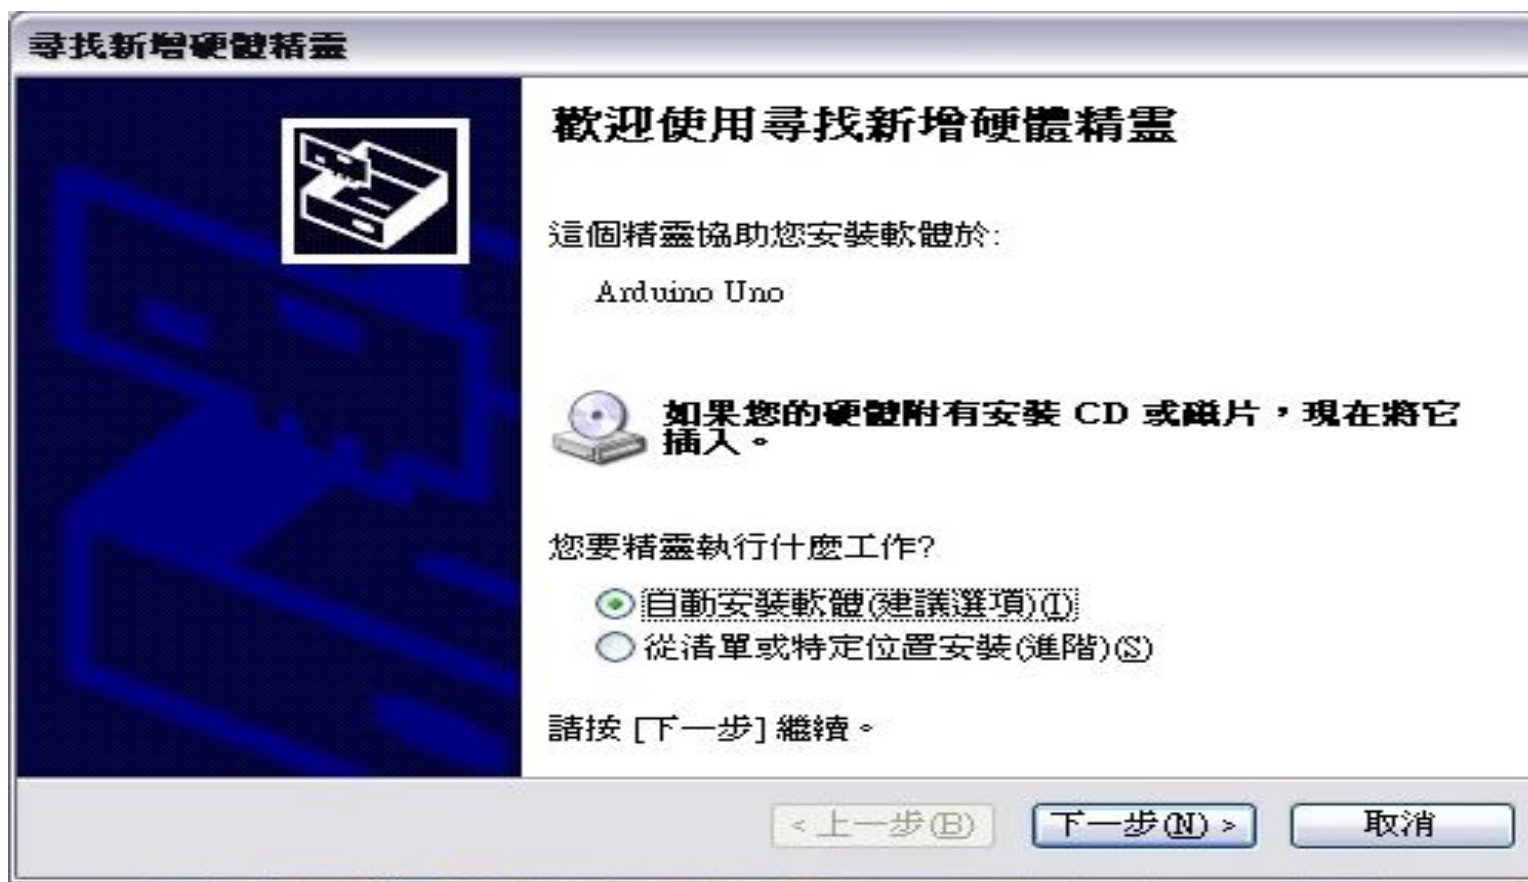 尋找新增硬體精靈
歡迎使用尋找新增硬體精靈
這個精靈協助您安裝軟體於:
Arduino Uno
如果您的硬體附有安裝 CD 或磁片，現在將它
插入。
您要精靈執行什麼工作?
自動安裝軟體(建議選項)(I)
從清單或特定位置安裝(進階)(S)
請按 [下一步] 繼續。
<上一步(B) 下一步(N) > 取消